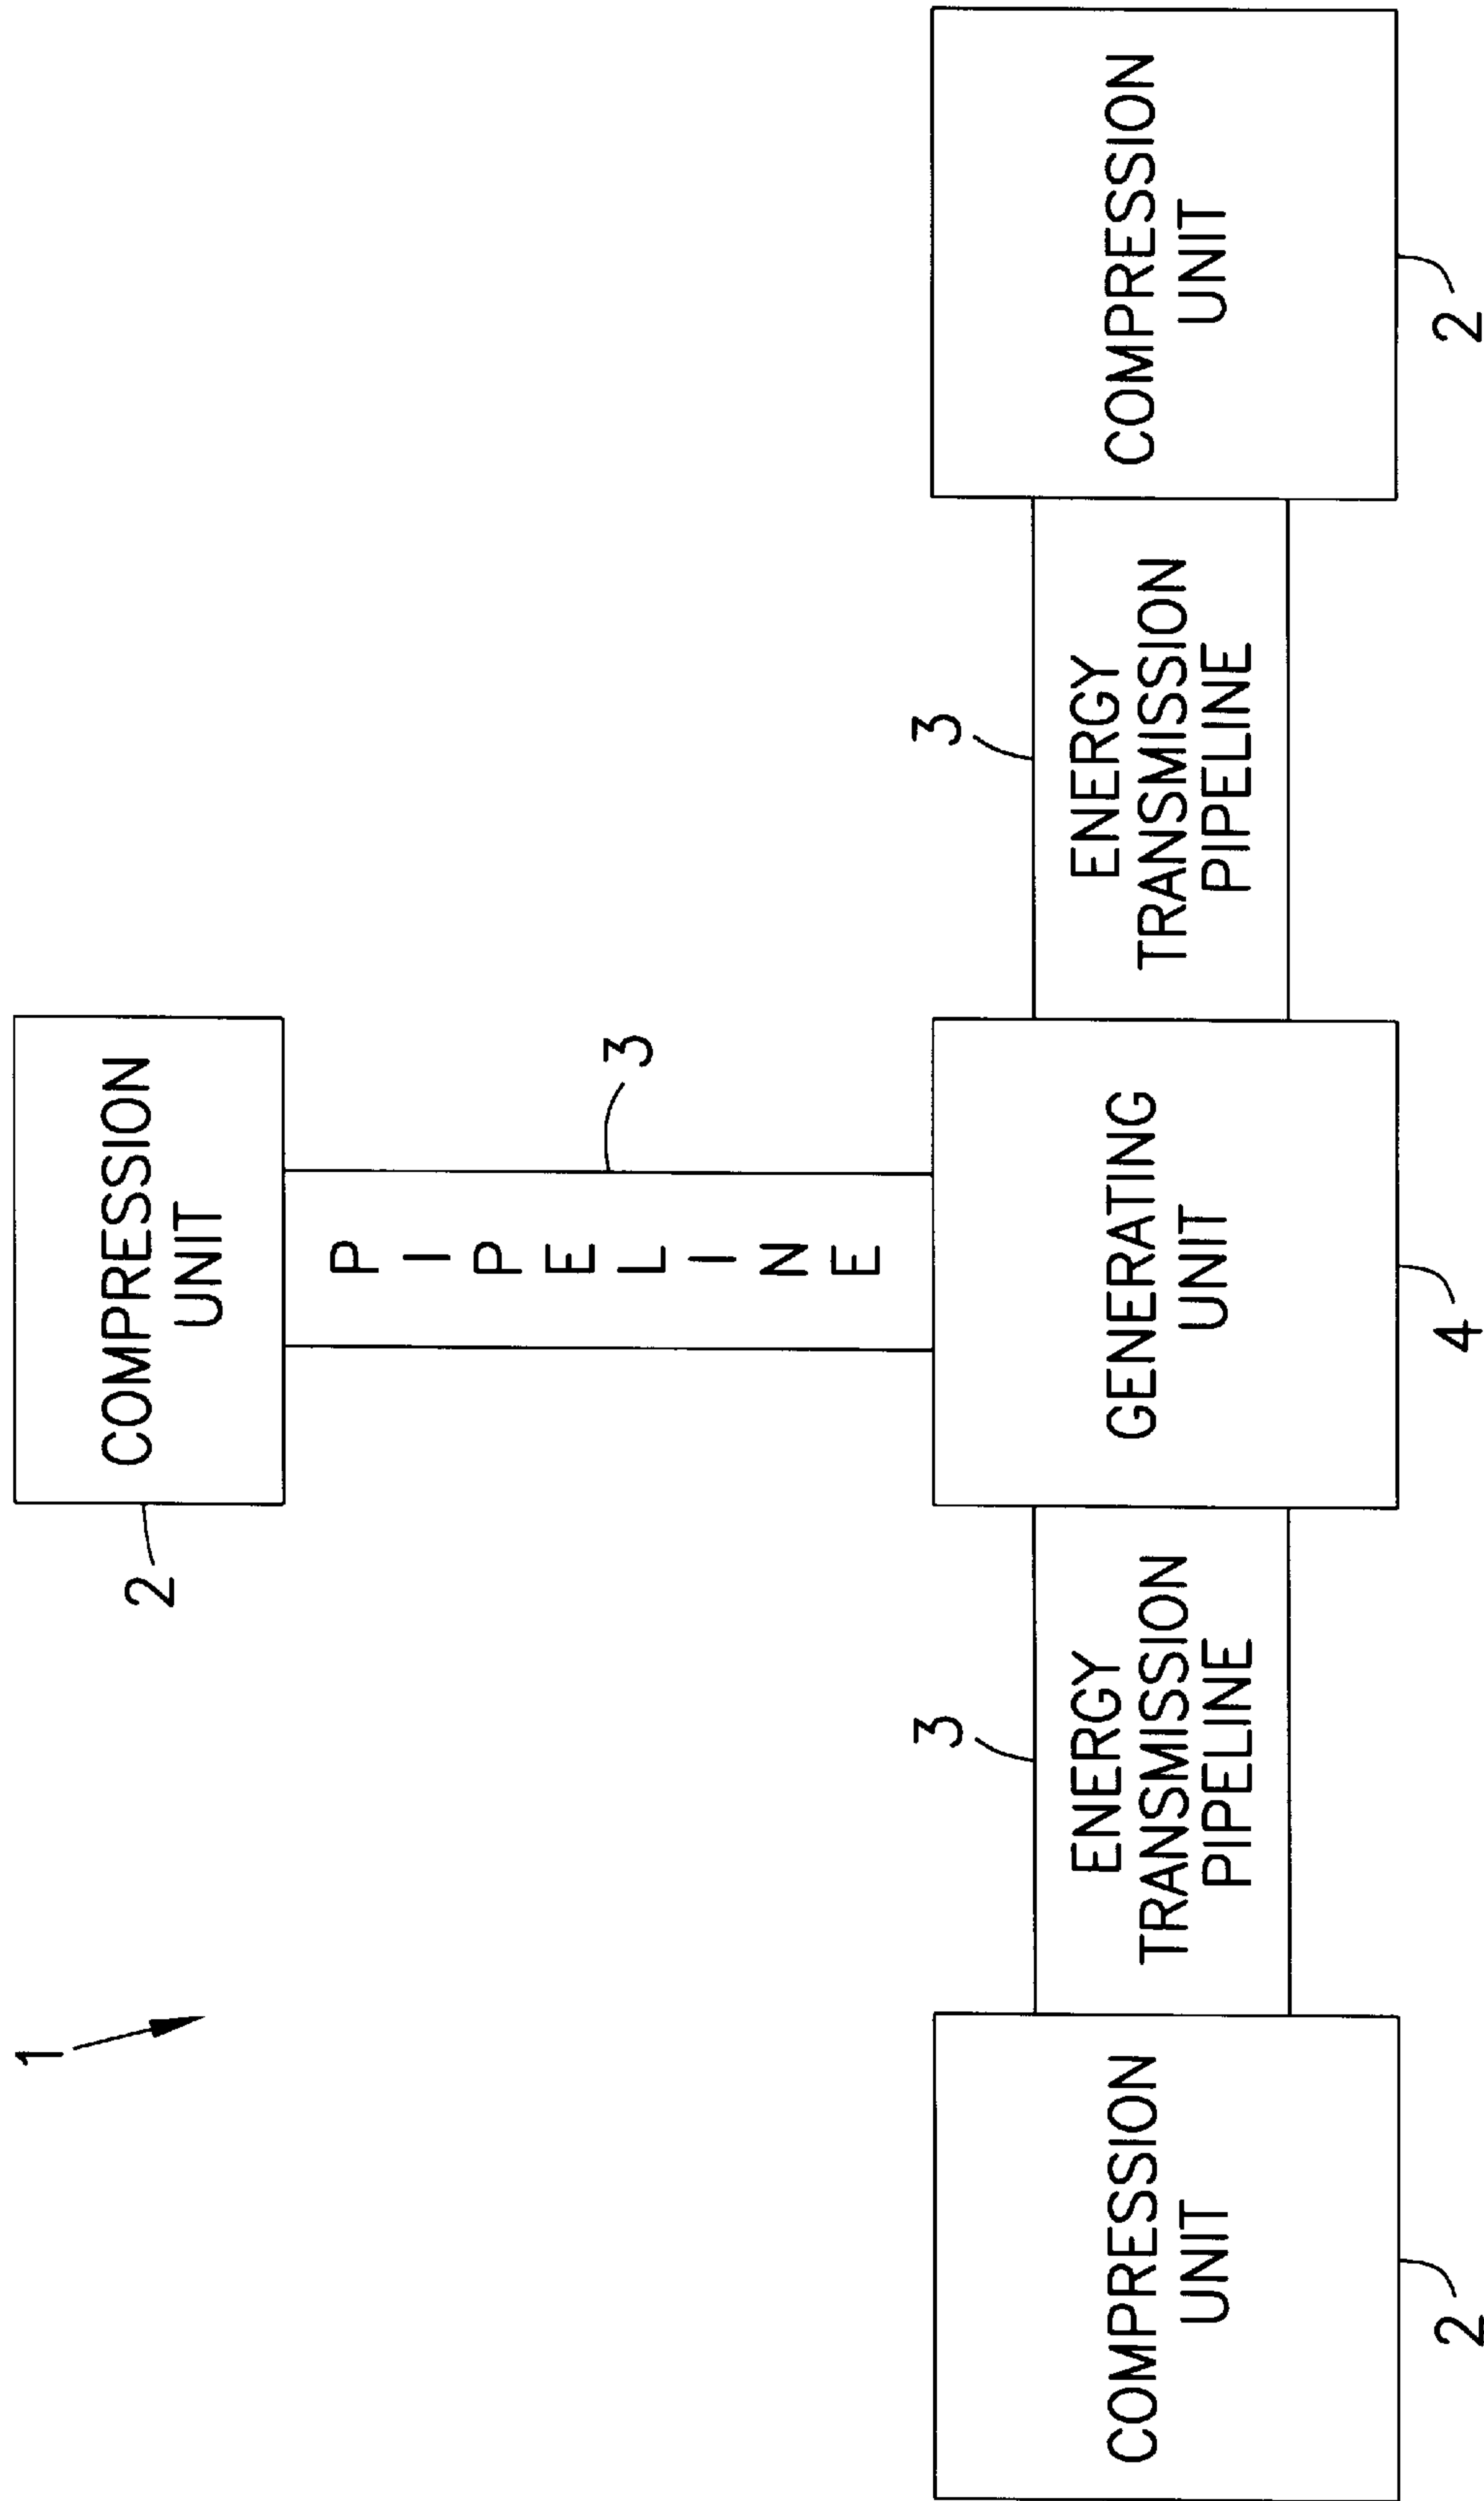 1
COMPRESSION
UNIT
2
PIPELINE
3
3
3
COMPRESSION
UNIT
2
ENERGY
TRANSMISSION
PIPELINE
GENERATING
UNIT
4
ENERGY
TRANSMISSION
PIPELINE
COMPRESSION
UNIT
2